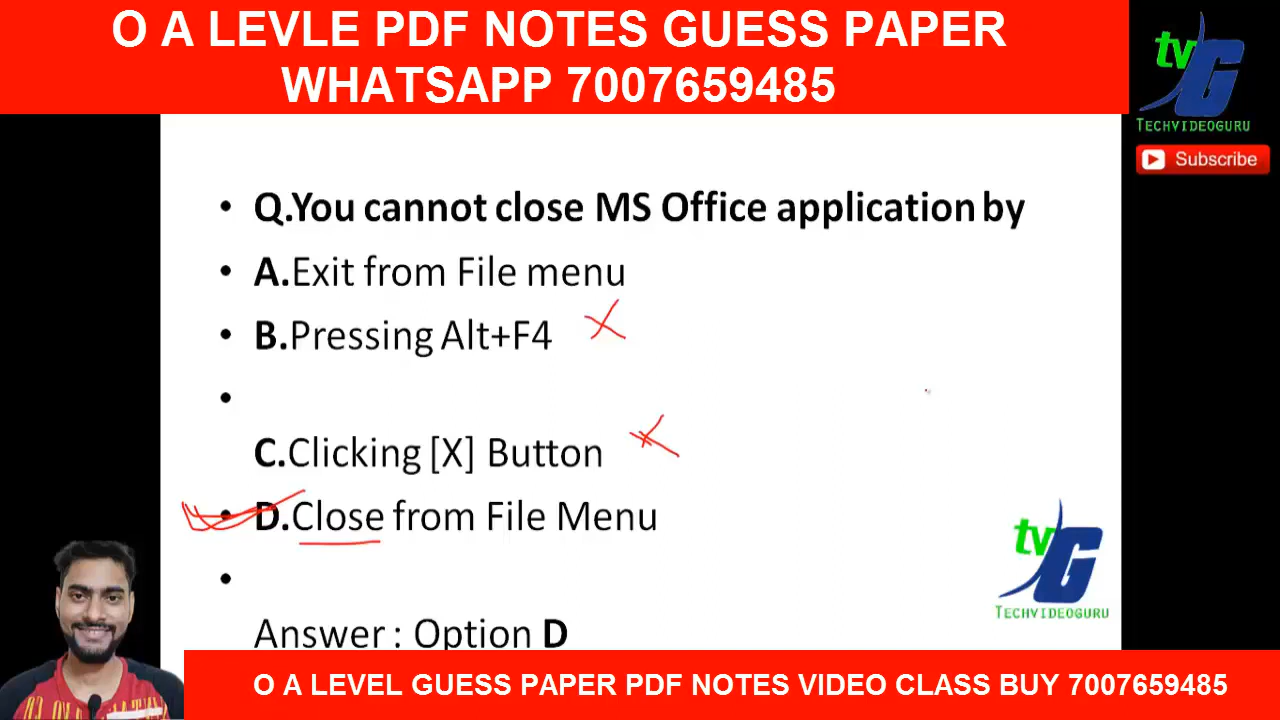 O A LEVLE PDF NOTES GUESS PAPER
WHATSAPP 7007659485
tvG
TECHVIDEOGURU
Subscribe
• Q.You cannot close MS Office application by
• A.Exit from File menu
• B.Pressing Alt+F4
•
C.Clicking [X] Button
• D.Close from File Menu
•
Answer : Option D
tvG
TECHVIDEOGURU
O A LEVEL GUESS PAPER PDF NOTES VIDEO CLASS BUY 7007659485